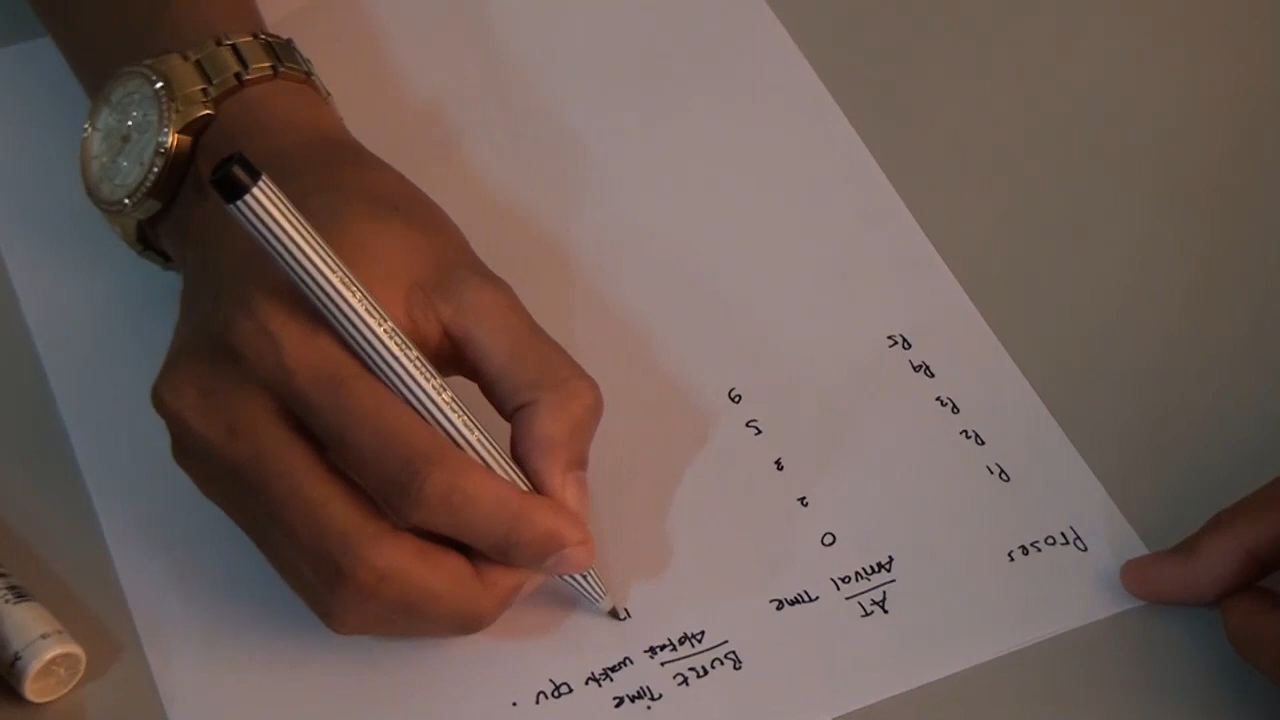 Proses
AT
Arrival Time
Burst Time
waktu CPU
P1 0
P2 2
P3 3
P4 5
P5 9